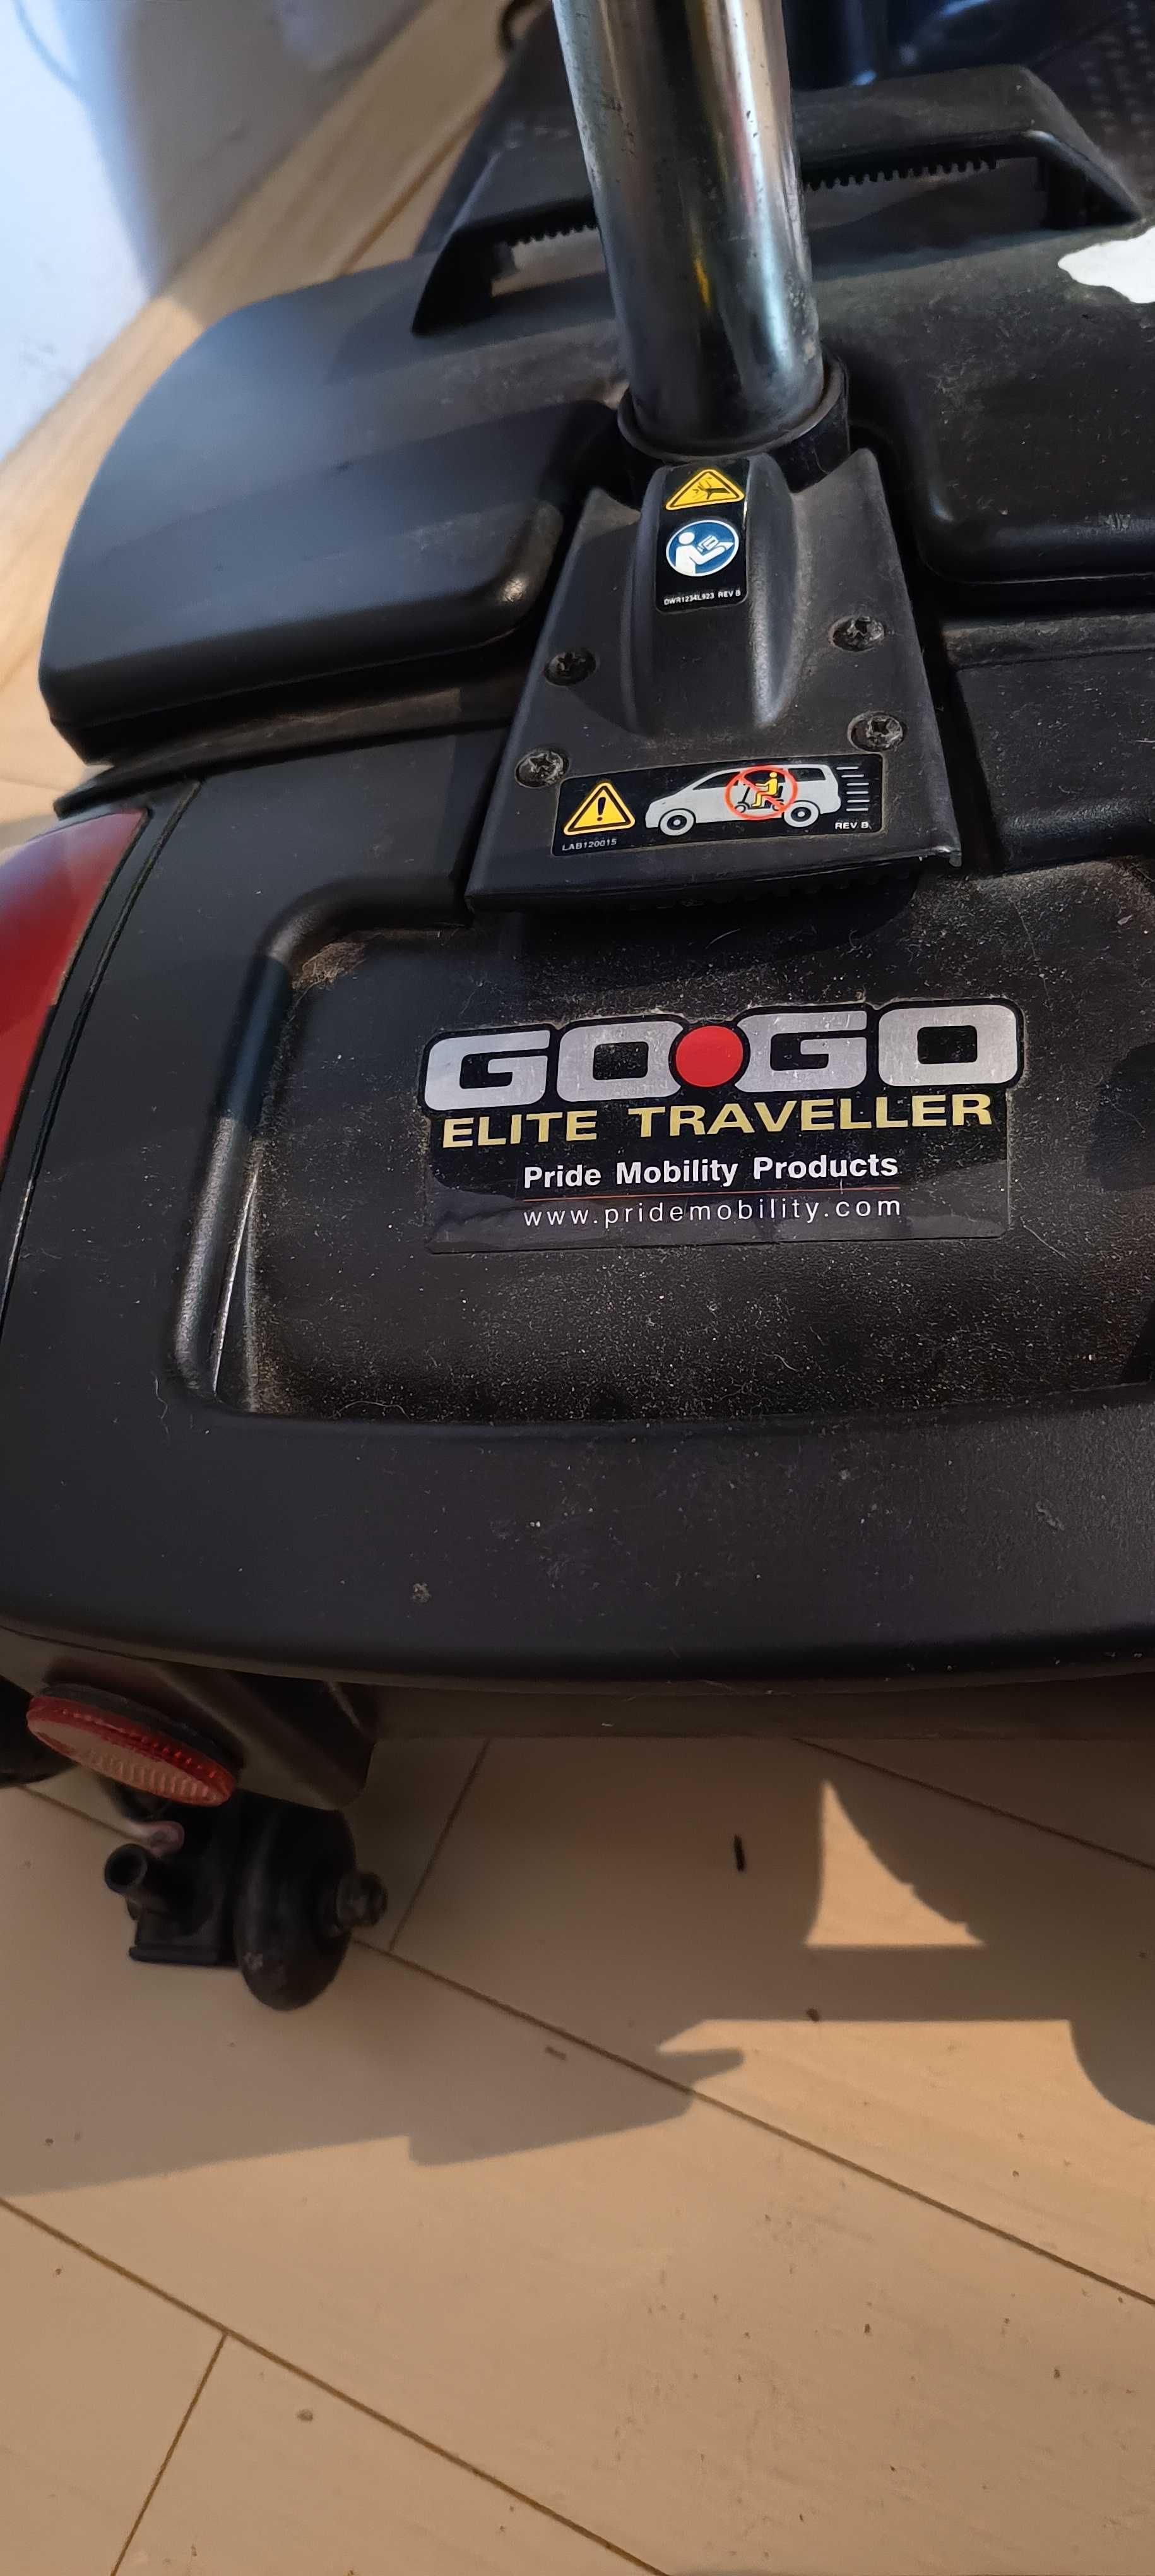 DWR1234L923 REV B
LAB120015
REV B
GO GO
ELITE TRAVELLER
Pride Mobility Products
www.pridemobility.com